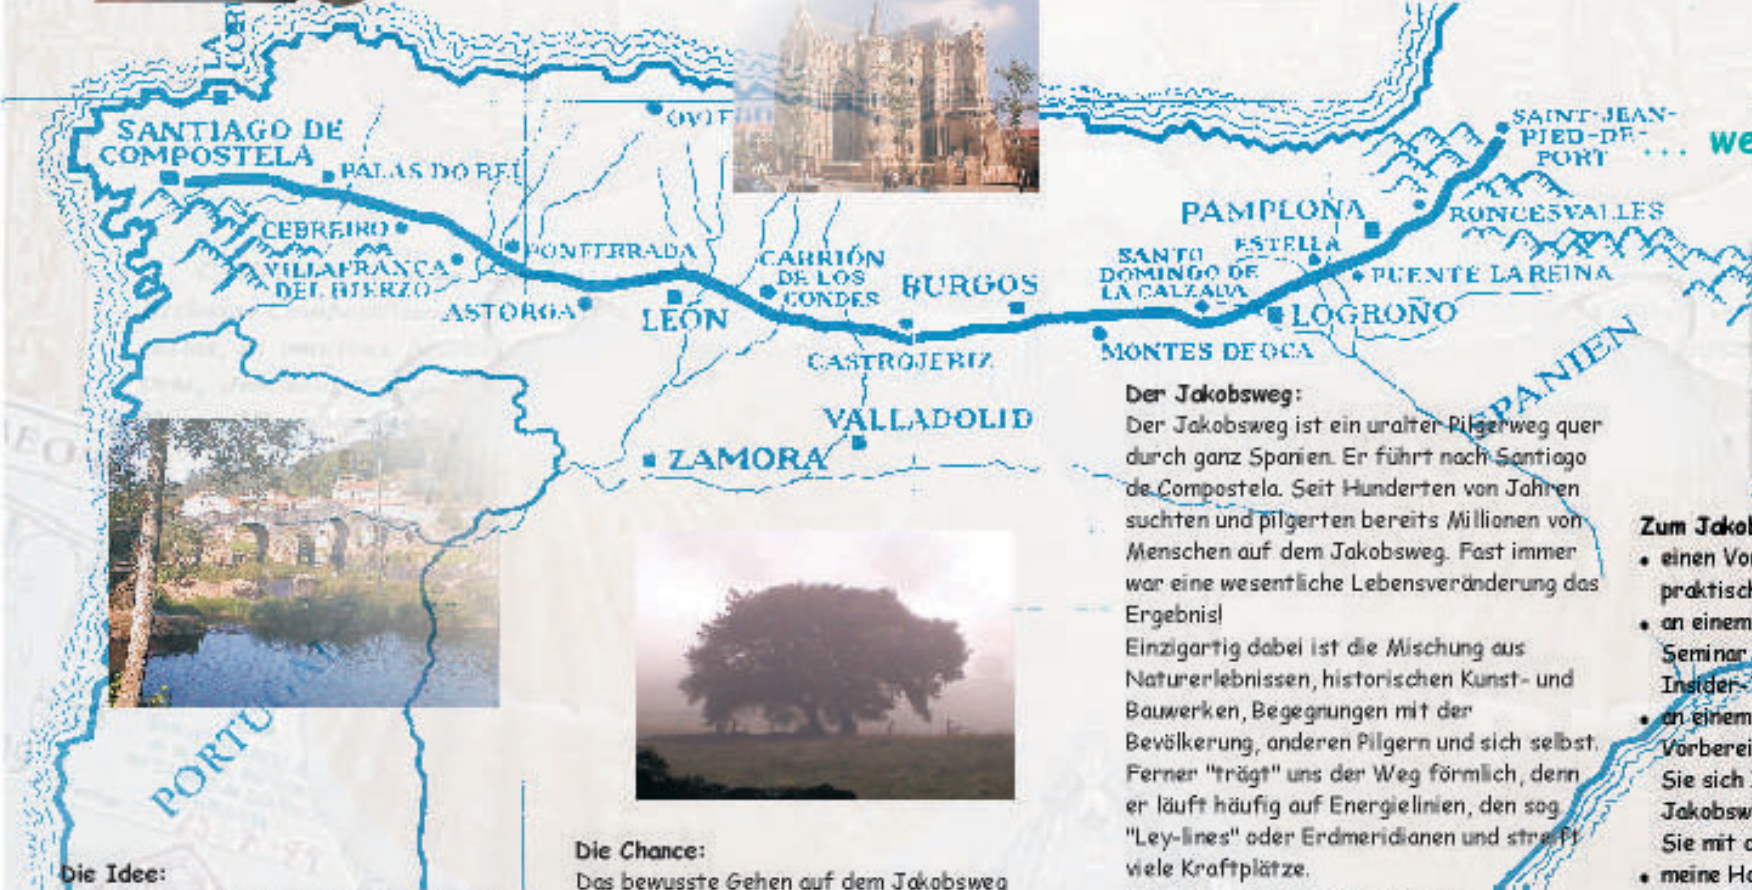 SANTIAGO DE
COMPOSTELA
PALAS DO REI
CEBREIRO
VILLAFRANCA
DEL BIERZO
PONFERRADA
ASTORGA
LEÓN
CARRIÓN
DE LOS
CONDES
BURGOS
CASTROJERIZ
VALLADOLID
ZAMORA
SANTO
DOMINGO DE
LA CALZADA
MONTES DE OCA
LOGROÑO
ESTELLA
PUENTE LA REINA
PAMPLONA
RONCESVALLES
SAINT-JEAN-
PIED-DE-
PORT
SPANIEN
PORTUGAL
... we
Der Jakobsweg:
Der Jakobsweg ist ein uralter Pilgerweg quer
durch ganz Spanien. Er führt nach Santiago
de Compostela. Seit Hunderten von Jahren
suchten und pilgerten bereits Millionen von
Menschen auf dem Jakobsweg. Fast immer
war eine wesentliche Lebensveränderung das
Ergebnis!
Einzigartig dabei ist die Mischung aus
Naturerlebnissen, historischen Kunst- und
Bauwerken, Begegnungen mit der
Bevölkerung, anderen Pilgern und sich selbst.
Ferner "trägt" uns der Weg förmlich, denn
er läuft häufig auf Energielinien, den sog
"Ley-lines" oder Erdmeridianen und streift
viele Kraftplätze.
Zum Jakob
• einen Vo
praktisch
• an einem
Seminar
Insider-
• an einem
Vorberei
Sie sich
Jakobsw
Sie mit
• meine Ho
Die Chance:
Das bewusste Gehen auf dem Jakobsweg
Die Idee: